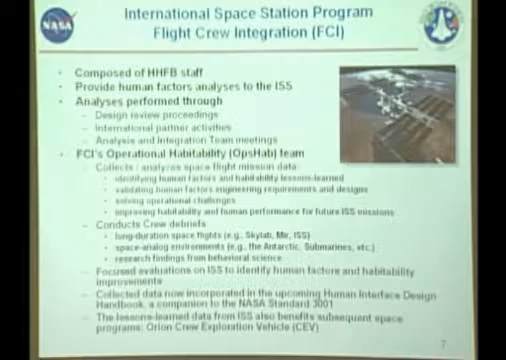 NASA
International Space Station Program
Flight Crew Integration (FCI)
• Composed of HHFB staff
• Provide human factors analyses to the ISS
• Analyses performed through
– Design review proceedings
– International partner activities
– Analysis and Integration Team meetings
• FCI's Operational Habitability (OpsHab) team
– Collects / analyzes space flight mission data:
• identifying human factors and habitability lessons-learned
• validating human factors engineering requirements and designs
• solving operational challenges
• improving habitability and human performance for future ISS missions
– Conducts Crew debriefs
• long-duration space flights (e.g., Skylab, Mir, ISS)
• space-analog environments (e.g., the Antarctic, Submarines, etc.)
• research findings from behavioral science
– Focused evaluations on ISS to identify human factors and habitability
improvements
– Collected data now incorporated in the upcoming Human Interface Design
Handbook, a companion to the NASA Standard 3001
– The lessons-learned data from ISS also benefits subsequent space
programs: Orion Crew Exploration Vehicle (CEV)
7